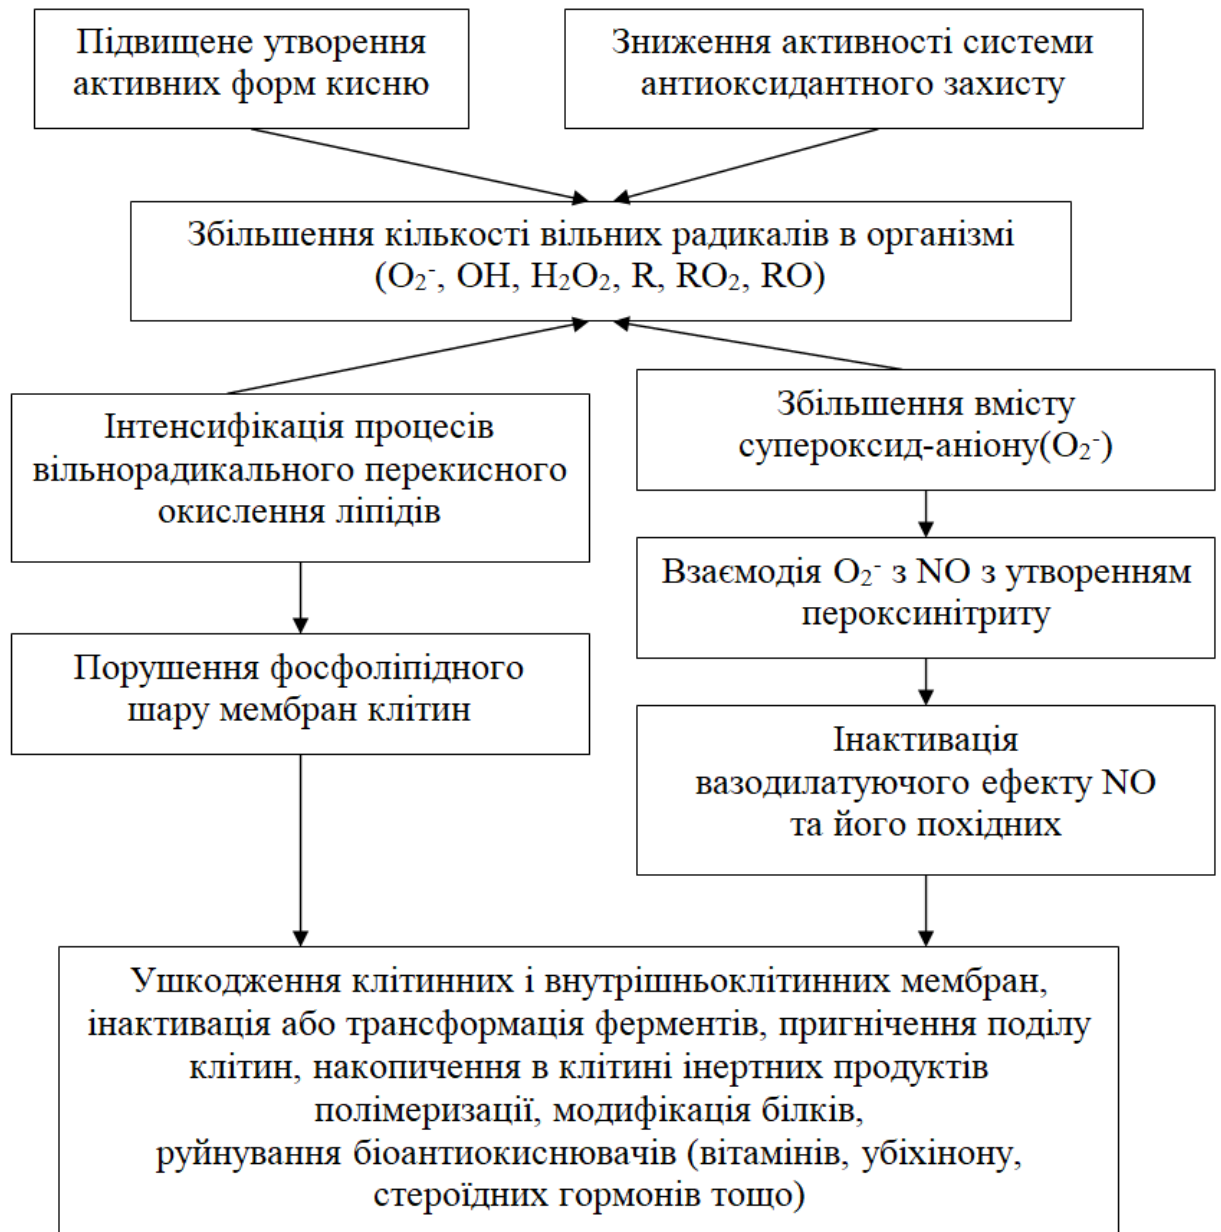 Підвищене утворення
активних форм кисню
Зниження активності системи
антиоксидантного захисту
Збільшення кількості вільних радикалів в організмі
(O₂⁻, OH, H₂O₂, R, RO₂, RO)
Інтенсифікація процесів
вільнорадикального перекисного
окислення ліпідів
Збільшення вмісту
супероксид-аніону(O₂⁻)
Взаємодія O₂⁻ з NO з утворенням
пероксинітриту
Порушення фосфоліпідного
шару мембран клітин
Інактивація
вазодилатуючого ефекту NO
та його похідних
Ушкодження клітинних і внутрішньоклітинних мембран,
інактивація або трансформація ферментів, пригнічення поділу
клітин, накопичення в клітині інертних продуктів
полімеризації, модифікація білків,
руйнування біоантиокиснювачів (вітамінів, убіхінону,
стероїдних гормонів тощо)